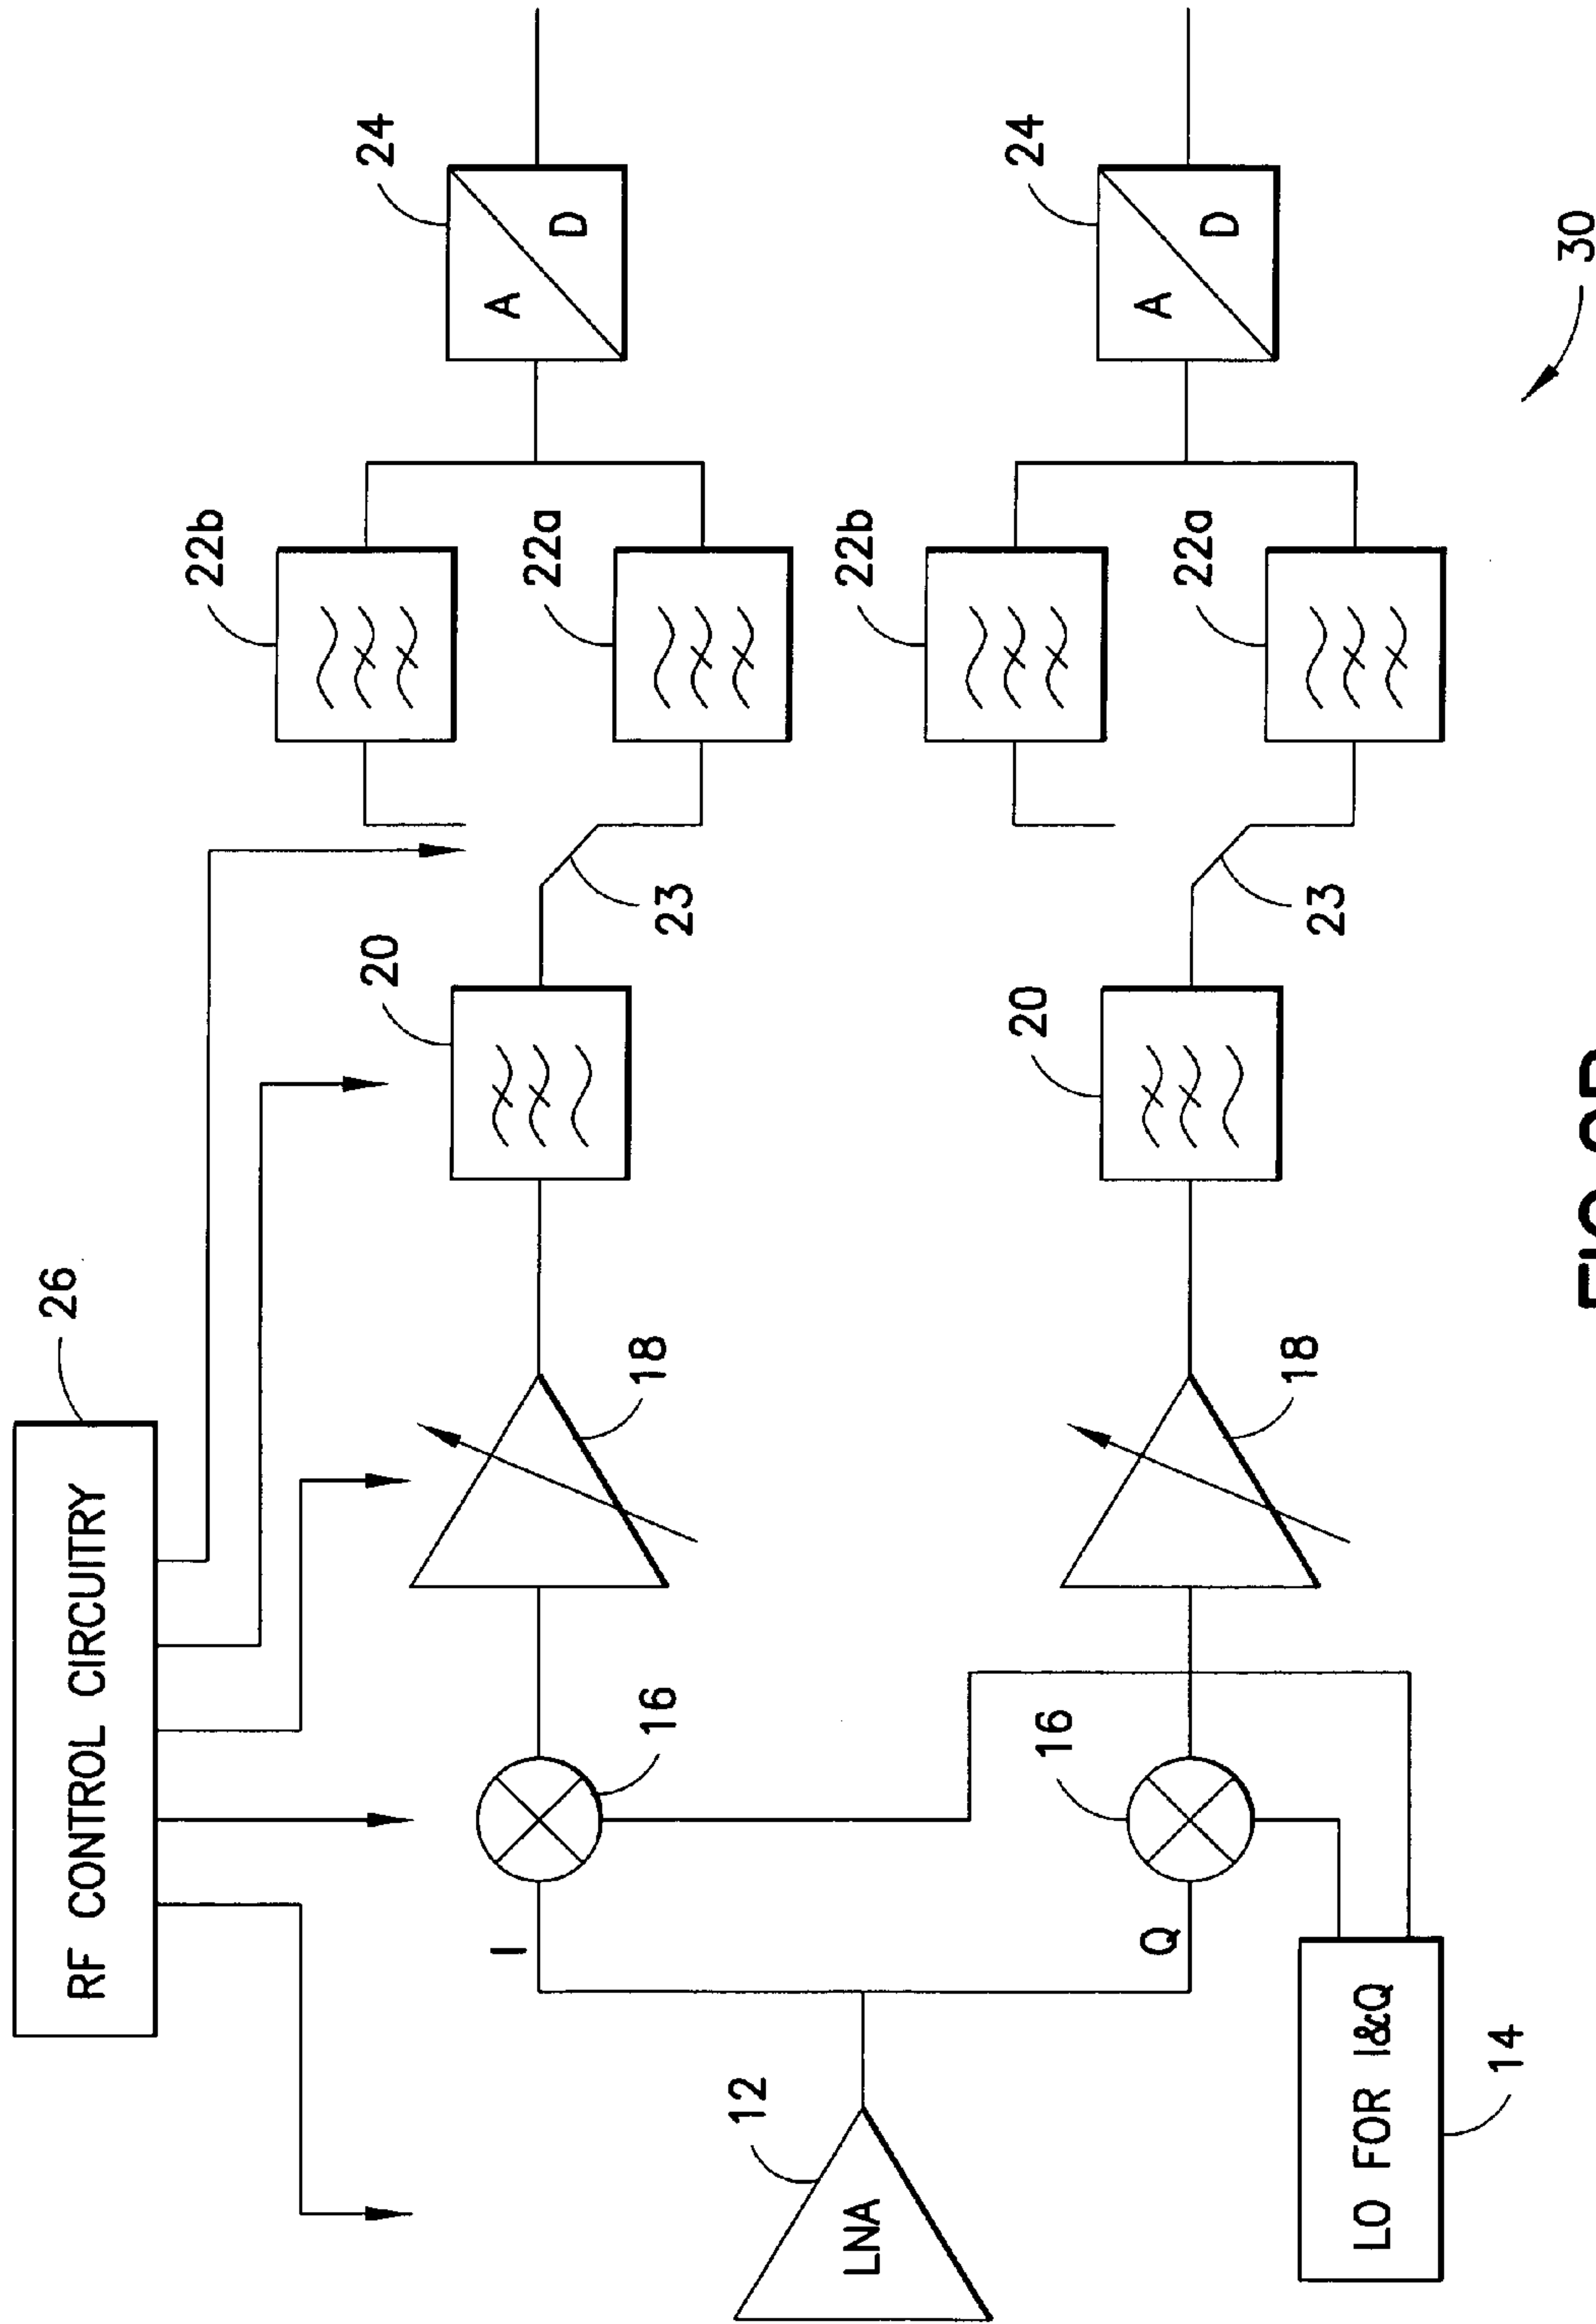 RF CONTROL CIRCUITRY
26
22b
24
20
22a
I
16
18
23
12
LNA
22b
24
20
22a
Q
16
18
23
LO FOR I&Q
14
30